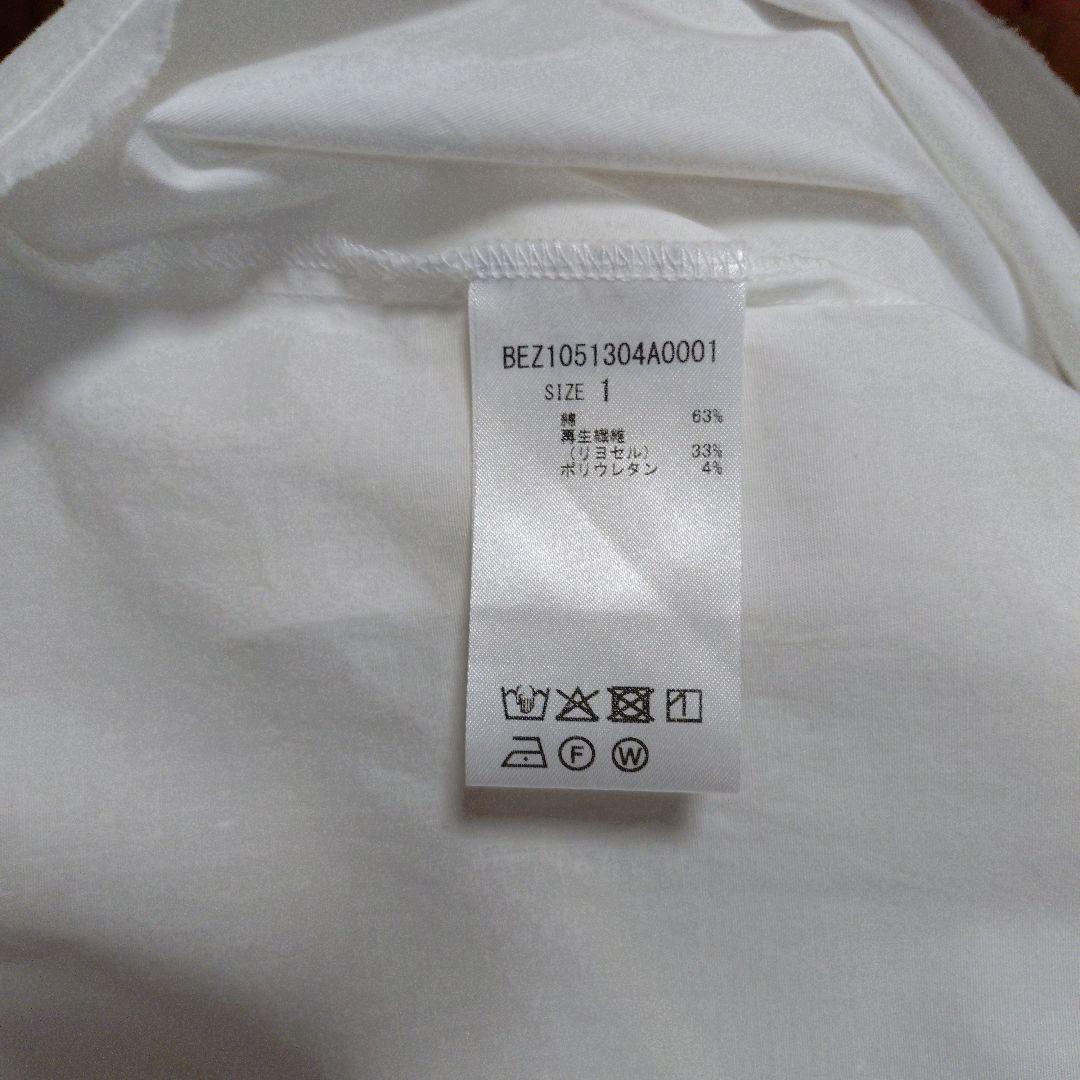 BEZ1051304A0001
SIZE 1
綿 63%
再生繊維
(リヨセル) 33%
ポリウレタン 4%
1
F W